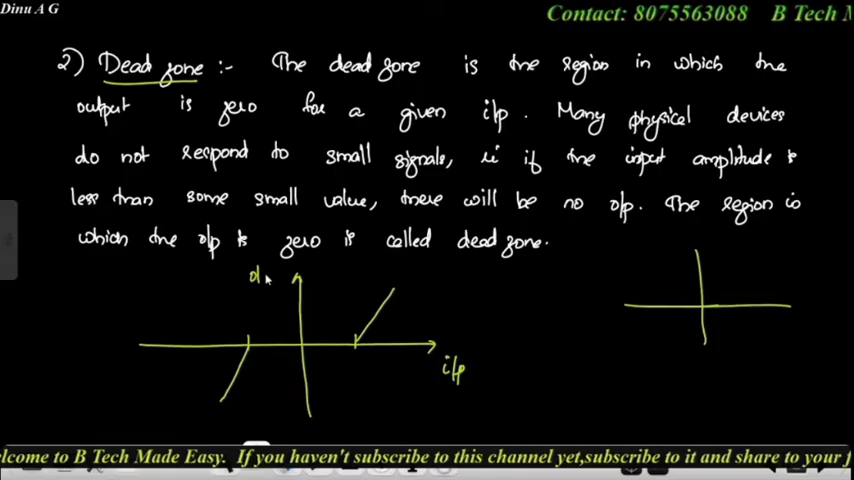 Dinu A G
Contact: 8075563088 B Tech M
2) Dead zone :- The dead zone is the region in which the
output is zero for a given i/p. Many physical devices
do not respond to small signals, ie if the input amplitude is
less than some small value, there will be no o/p. The region is
which the o/p is zero is called dead zone.
i/p
elcome to B Tech Made Easy. If you haven't subscribe to this channel yet,subscribe to it and share to your f